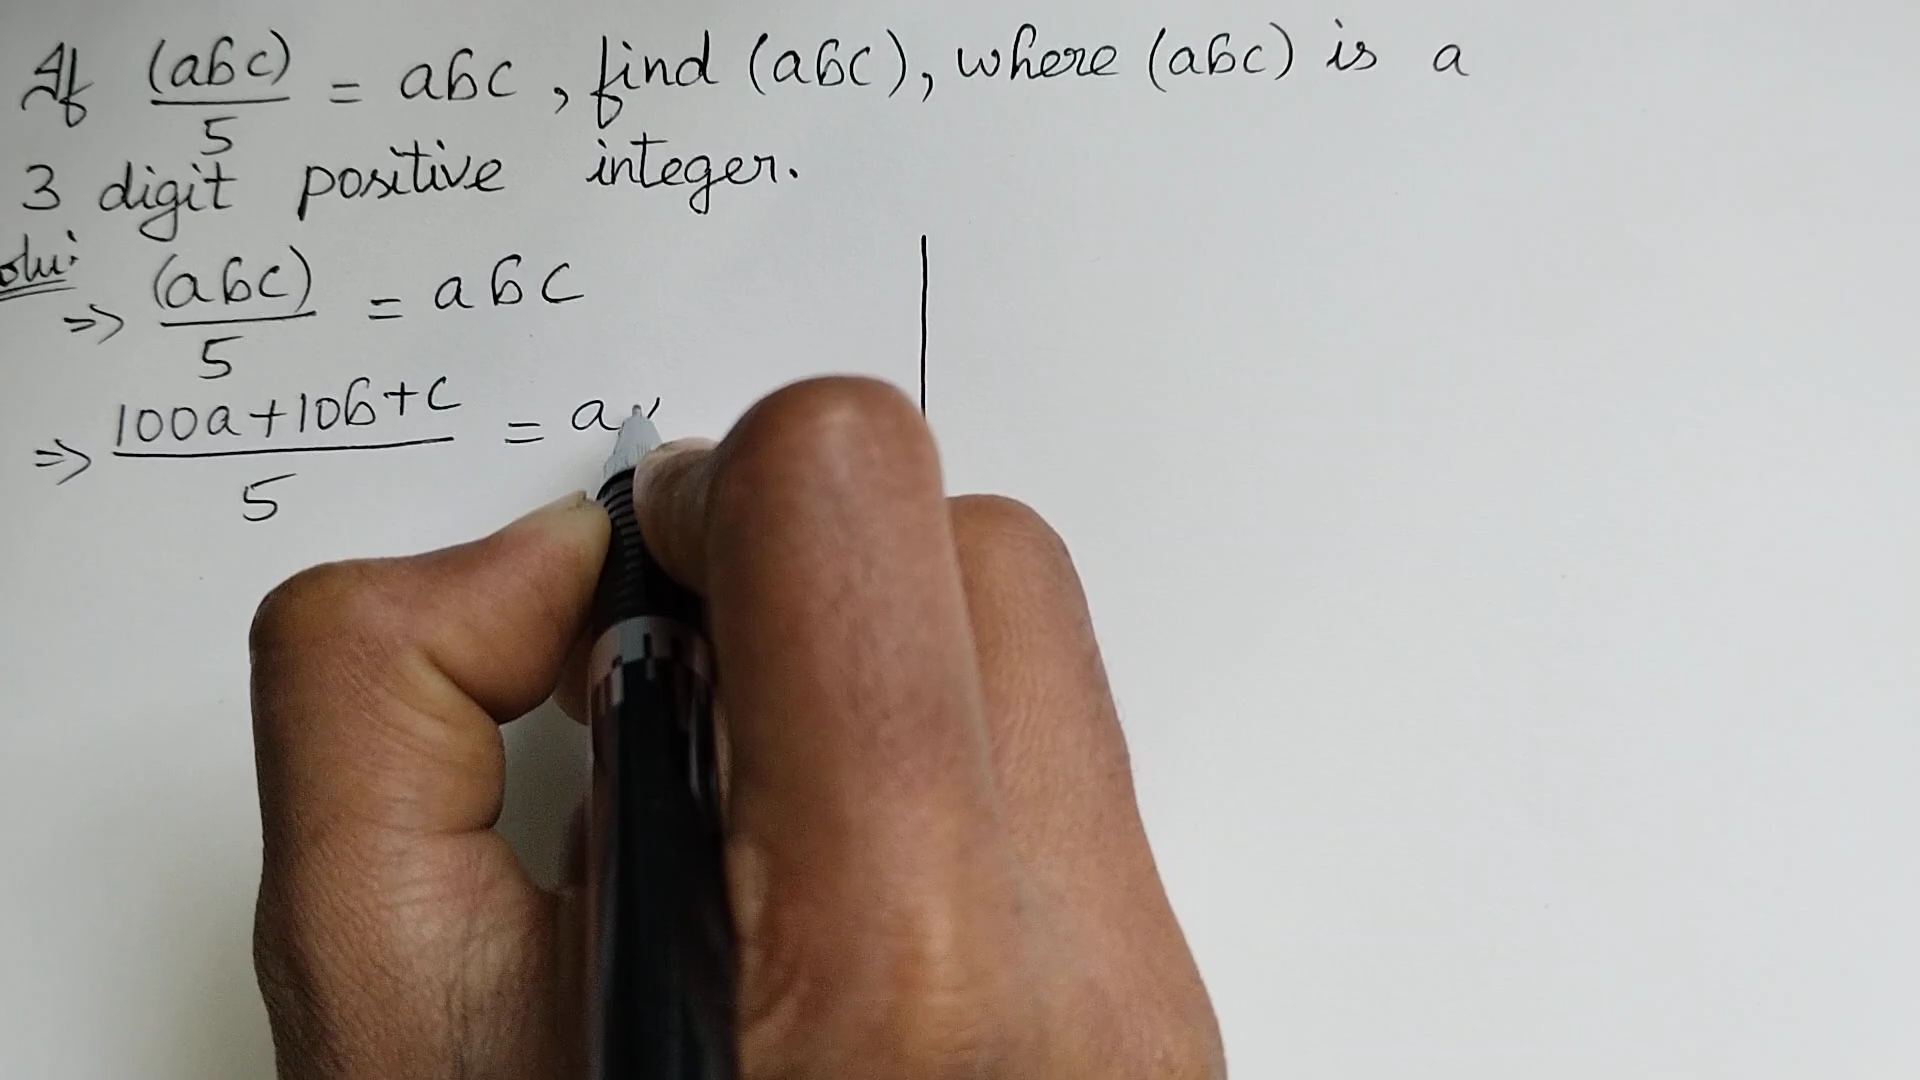 If (abc)/5 = abc, find (abc), where (abc) is a
3 digit positive integer.
⇒ (abc)/5 = abc
⇒ (100a+10b+c)/5 = a